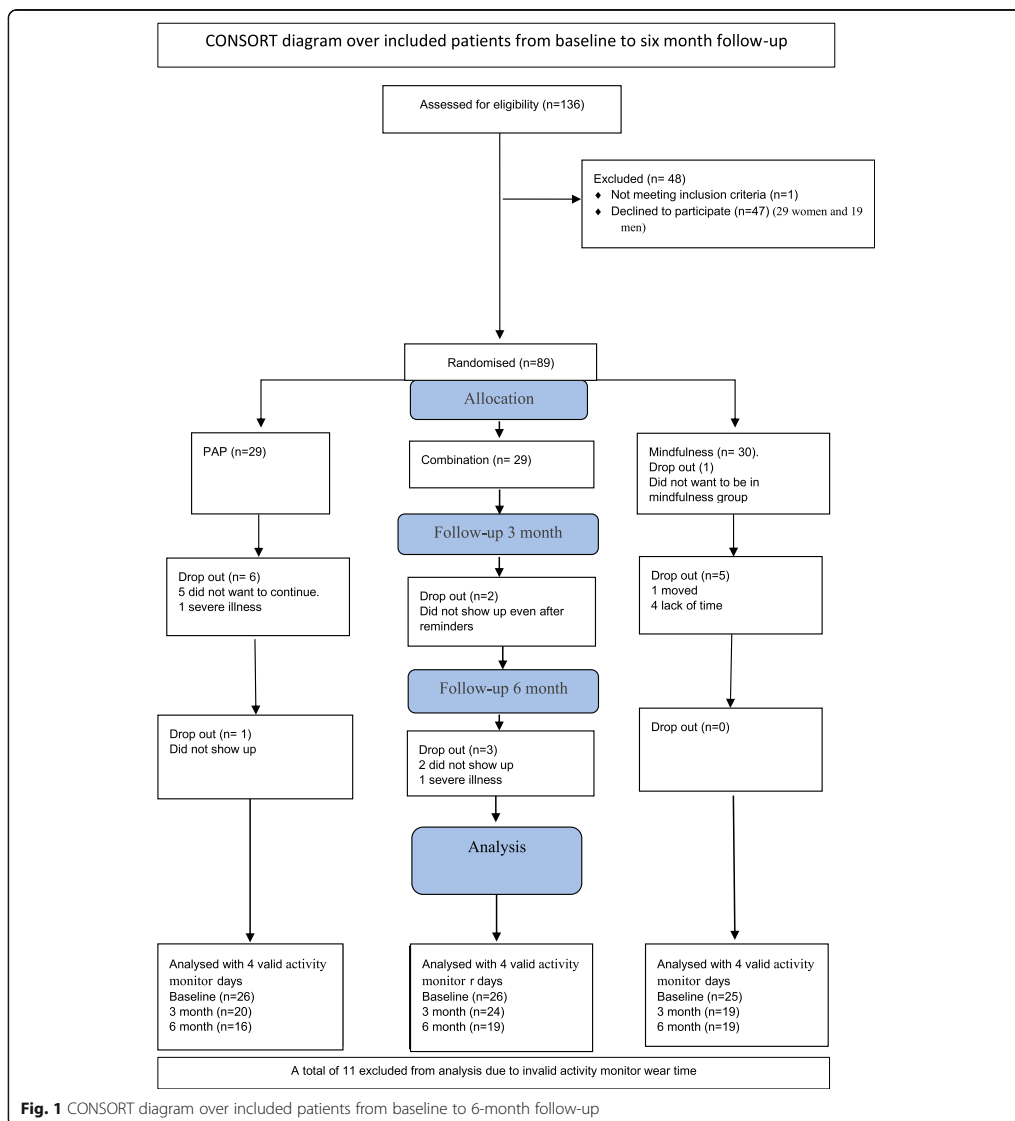 CONSORT diagram over included patients from baseline to six month follow-up
Assessed for eligibility (n=136)
Excluded (n= 48)
♦ Not meeting inclusion criteria (n=1)
♦ Declined to participate (n=47) (29 women and 19
men)
Randomised (n=89)
Allocation
PAP (n=29)
Combination (n= 29)
Mindfulness (n= 30).
Drop out (1)
Did not want to be in
mindfulness group
Follow-up 3 month
Drop out (n= 6)
5 did not want to continue.
1 severe illness
Drop out (n=2)
Did not show up even after
reminders
Drop out (n=5)
1 moved
4 lack of time
Follow-up 6 month
Drop out (n= 1)
Did not show up
Drop out (n=3)
2 did not show up
1 severe illness
Drop out (n=0)
Analysis
Analysed with 4 valid activity
monitor days
Baseline (n=26)
3 month (n=20)
6 month (n=16)
Analysed with 4 valid activity
monitor r days
Baseline (n=26)
3 month (n=24)
6 month (n=19)
Analysed with 4 valid activity
monitor days
Baseline (n=25)
3 month (n=19)
6 month (n=19)
A total of 11 excluded from analysis due to invalid activity monitor wear time
Fig. 1 CONSORT diagram over included patients from baseline to 6-month follow-up